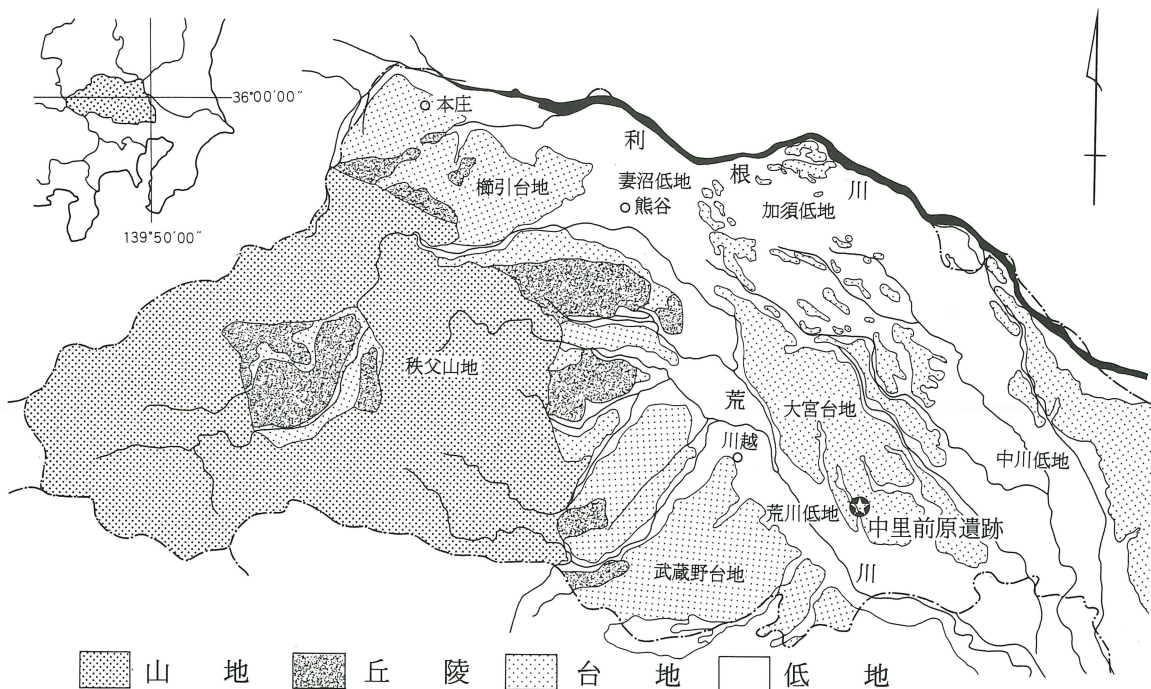 36°00′00″
139°50′00″
本庄
利根川
櫛引台地
妻沼低地
熊谷
加須低地
秩父山地
荒川
大宮台地
川越
中川低地
荒川低地
中里前原遺跡
武蔵野台地
山地
丘陵
台地
低地